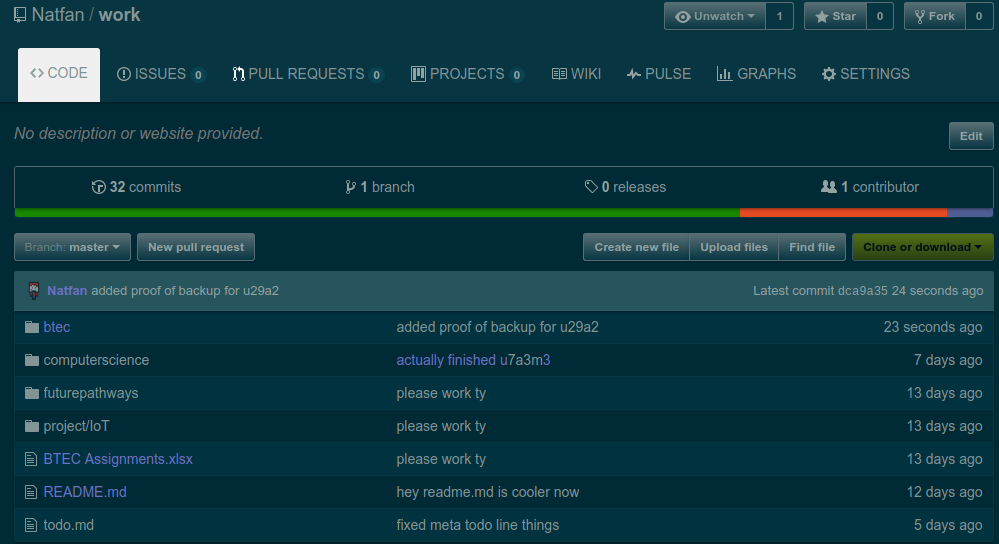 Natfan / work Unwatch 1 Star 0 Fork 0
CODE ISSUES 0 PULL REQUESTS 0 PROJECTS 0 WIKI PULSE GRAPHS SETTINGS
No description or website provided. Edit
32 commits 1 branch 0 releases 1 contributor
Branch: master New pull request Create new file Upload files Find file Clone or download
Natfan added proof of backup for u29a2 Latest commit dca9a35 24 seconds ago
btec added proof of backup for u29a2 23 seconds ago
computerscience actually finished u7a3m3 7 days ago
futurepathways please work ty 13 days ago
project/IoT please work ty 13 days ago
BTEC Assignments.xlsx please work ty 13 days ago
README.md hey readme.md is cooler now 12 days ago
todo.md fixed meta todo line things 5 days ago